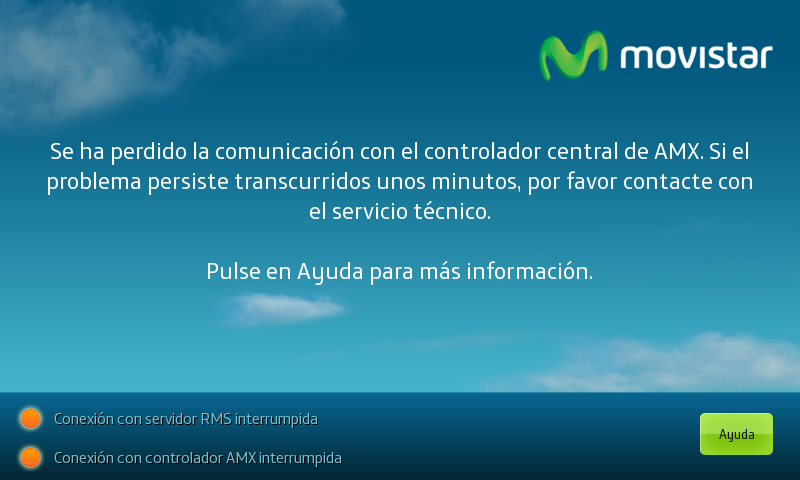 movistar
Se ha perdido la comunicación con el controlador central de AMX. Si el
problema persiste transcurridos unos minutos, por favor contacte con
el servicio técnico.
Pulse en Ayuda para más información.
Conexión con servidor RMS interrumpida
Ayuda
Conexión con controlador AMX interrumpida